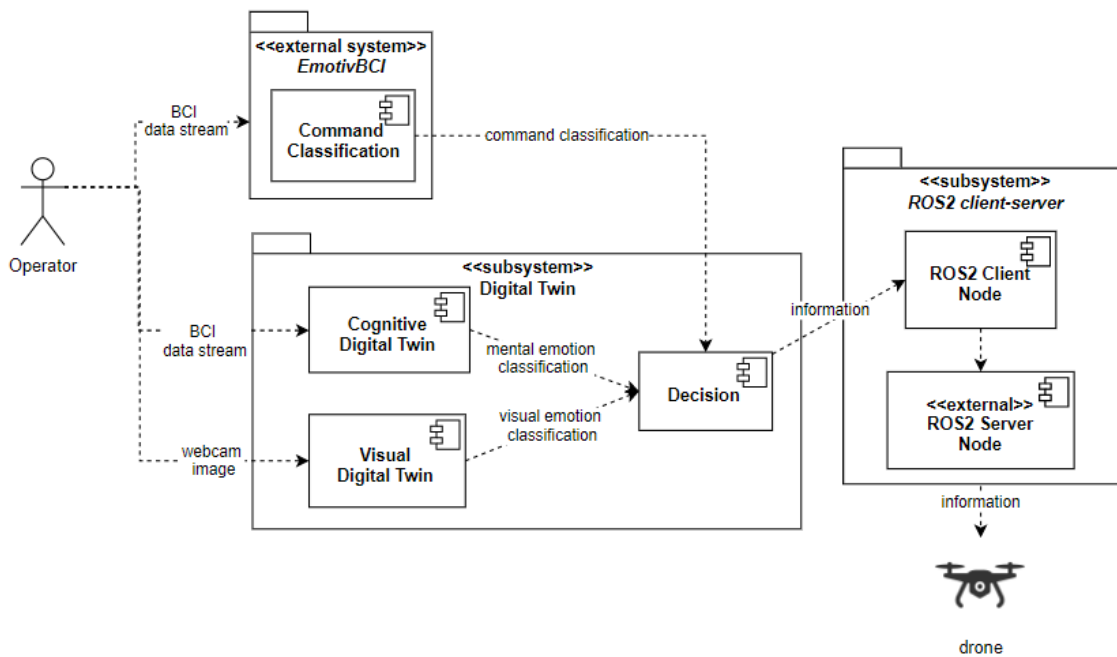 <<external system>>
EmotivBCI
Command
Classification
BCI
data stream
command classification
Operator
<<subsystem>>
Digital Twin
Cognitive
Digital Twin
BCI
data stream
mental emotion
classification
Visual
Digital Twin
webcam
image
visual emotion
classification
Decision
information
<<subsystem>>
ROS2 client-server
ROS2 Client
Node
<<external>>
ROS2 Server
Node
information
drone